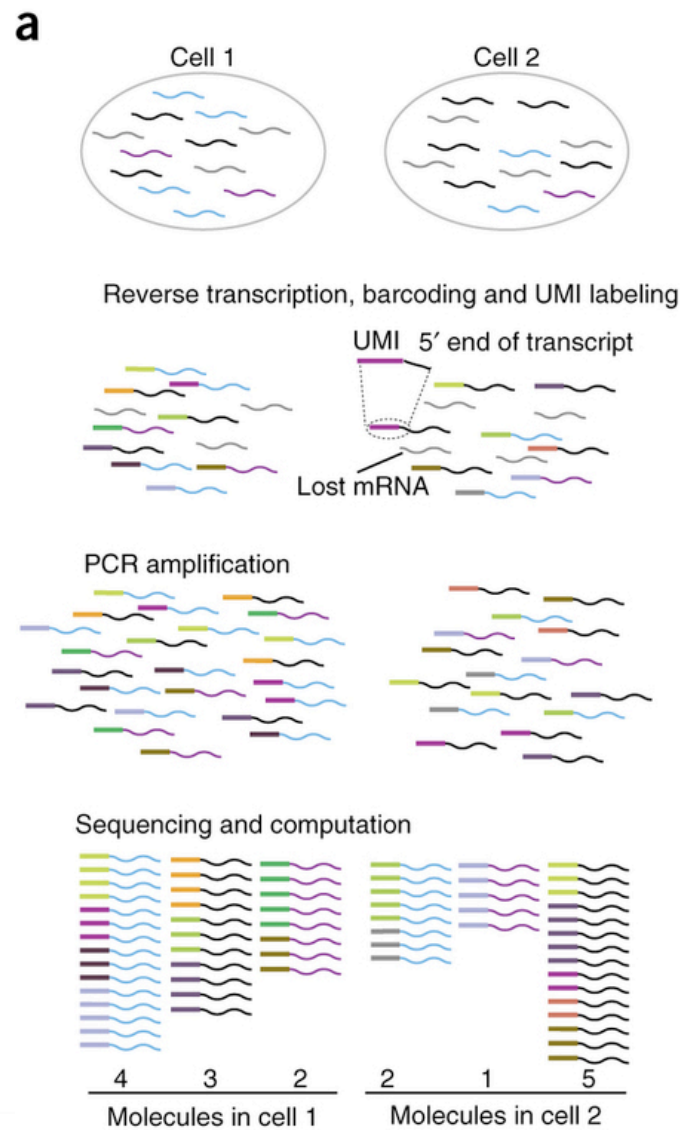 a
Cell 1
Cell 2
Reverse transcription, barcoding and UMI labeling
UMI
5′ end of transcript
Lost mRNA
PCR amplification
Sequencing and computation
4 3 2 2 1 5
Molecules in cell 1
Molecules in cell 2